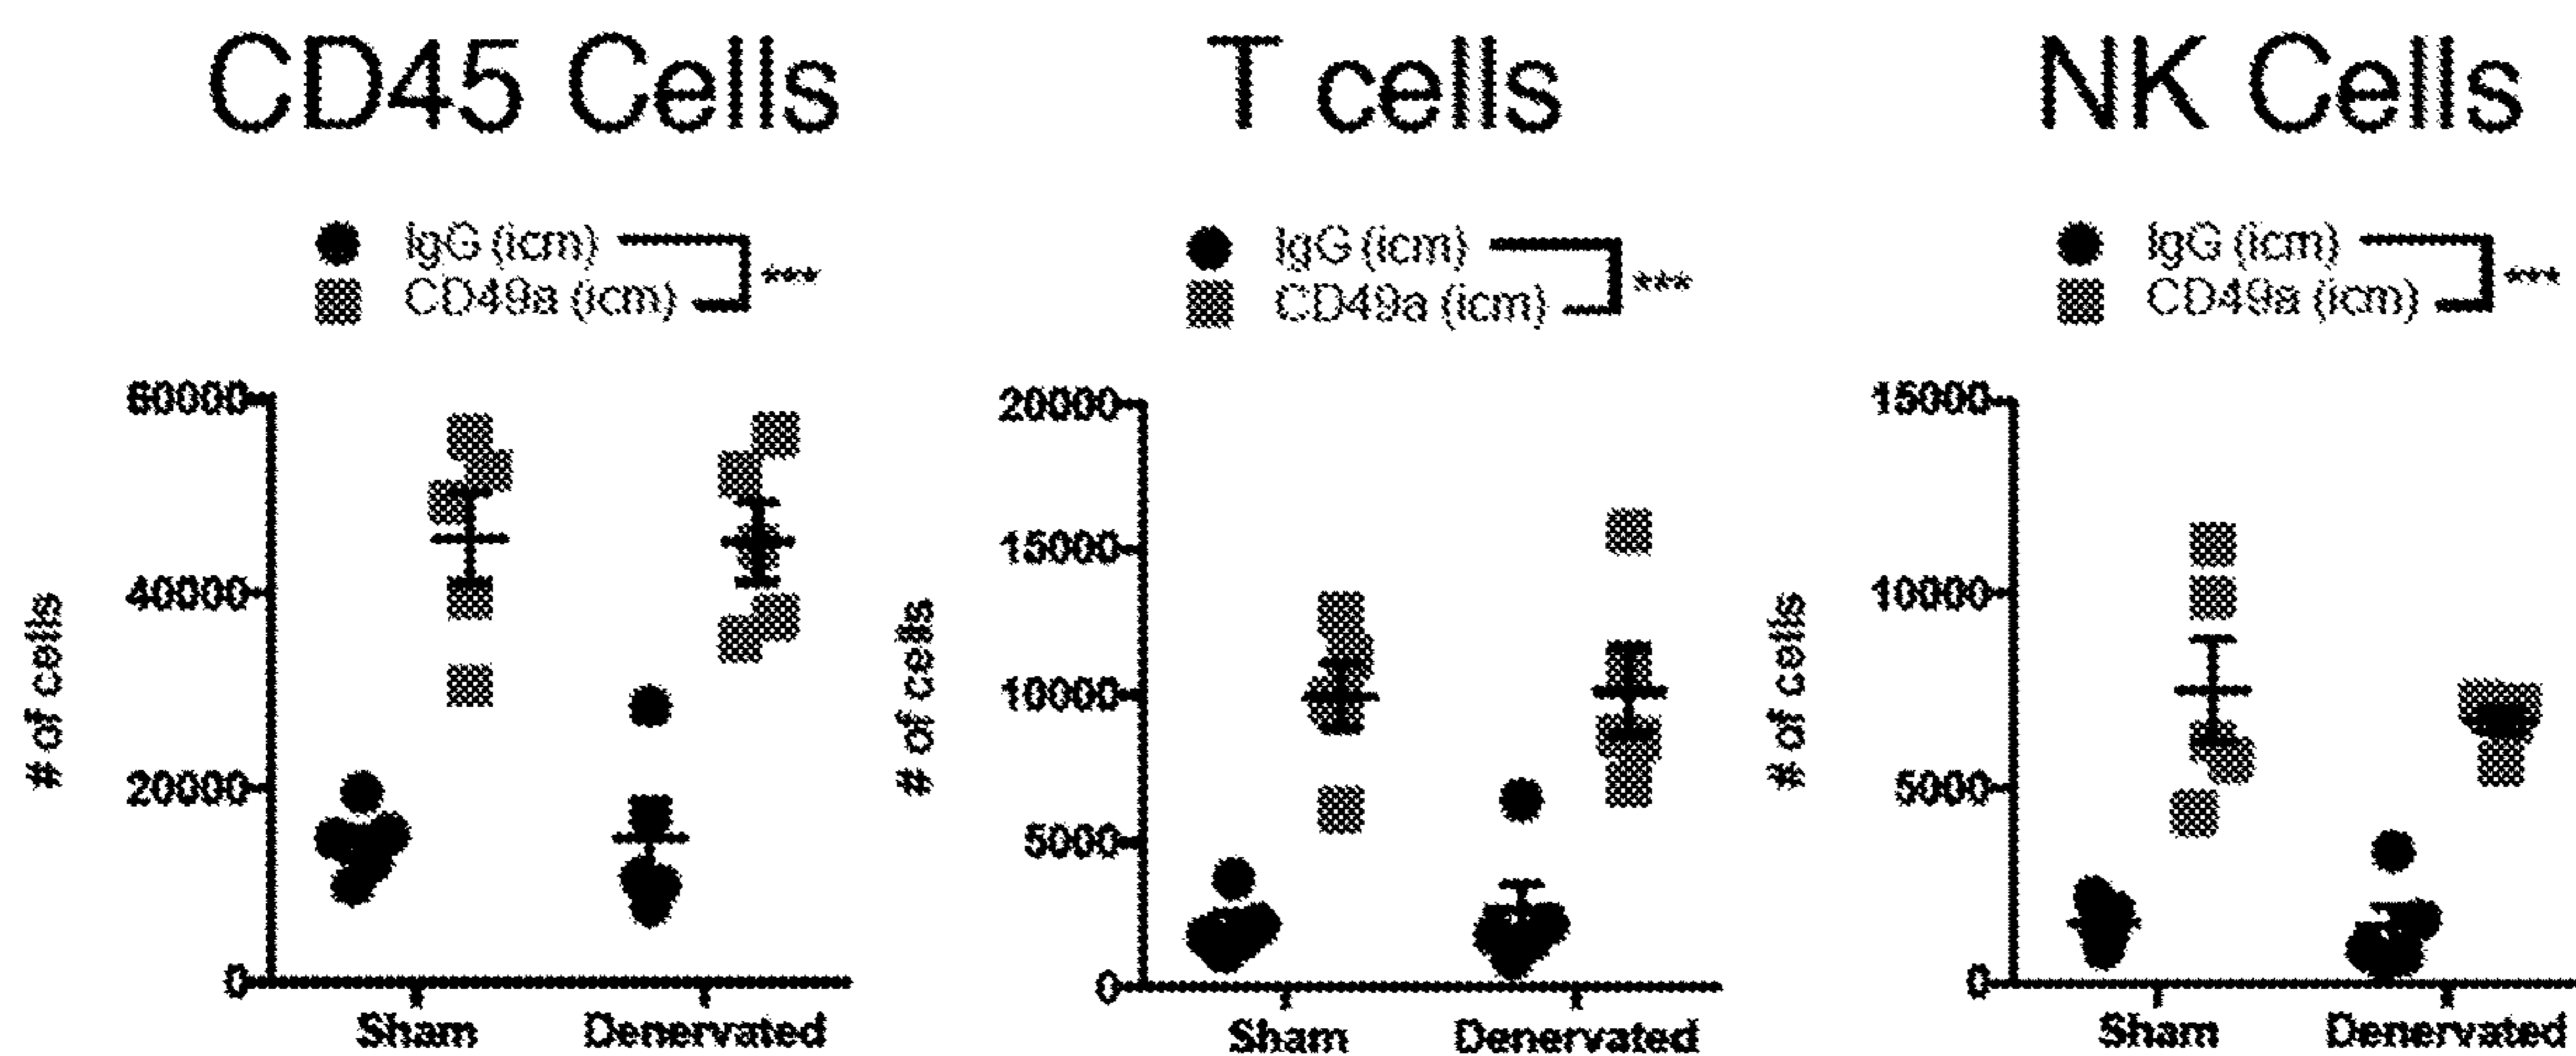 CD45 Cells
IgG (icm)
CD49a (icm)
***
60000
40000
20000
0
# of cells
Sham
Denervated
T cells
IgG (icm)
CD49a (icm)
***
20000
15000
10000
5000
0
# of cells
Sham
Denervated
NK Cells
IgG (icm)
CD49a (icm)
***
15000
10000
5000
0
# of cells
Sham
Denervated